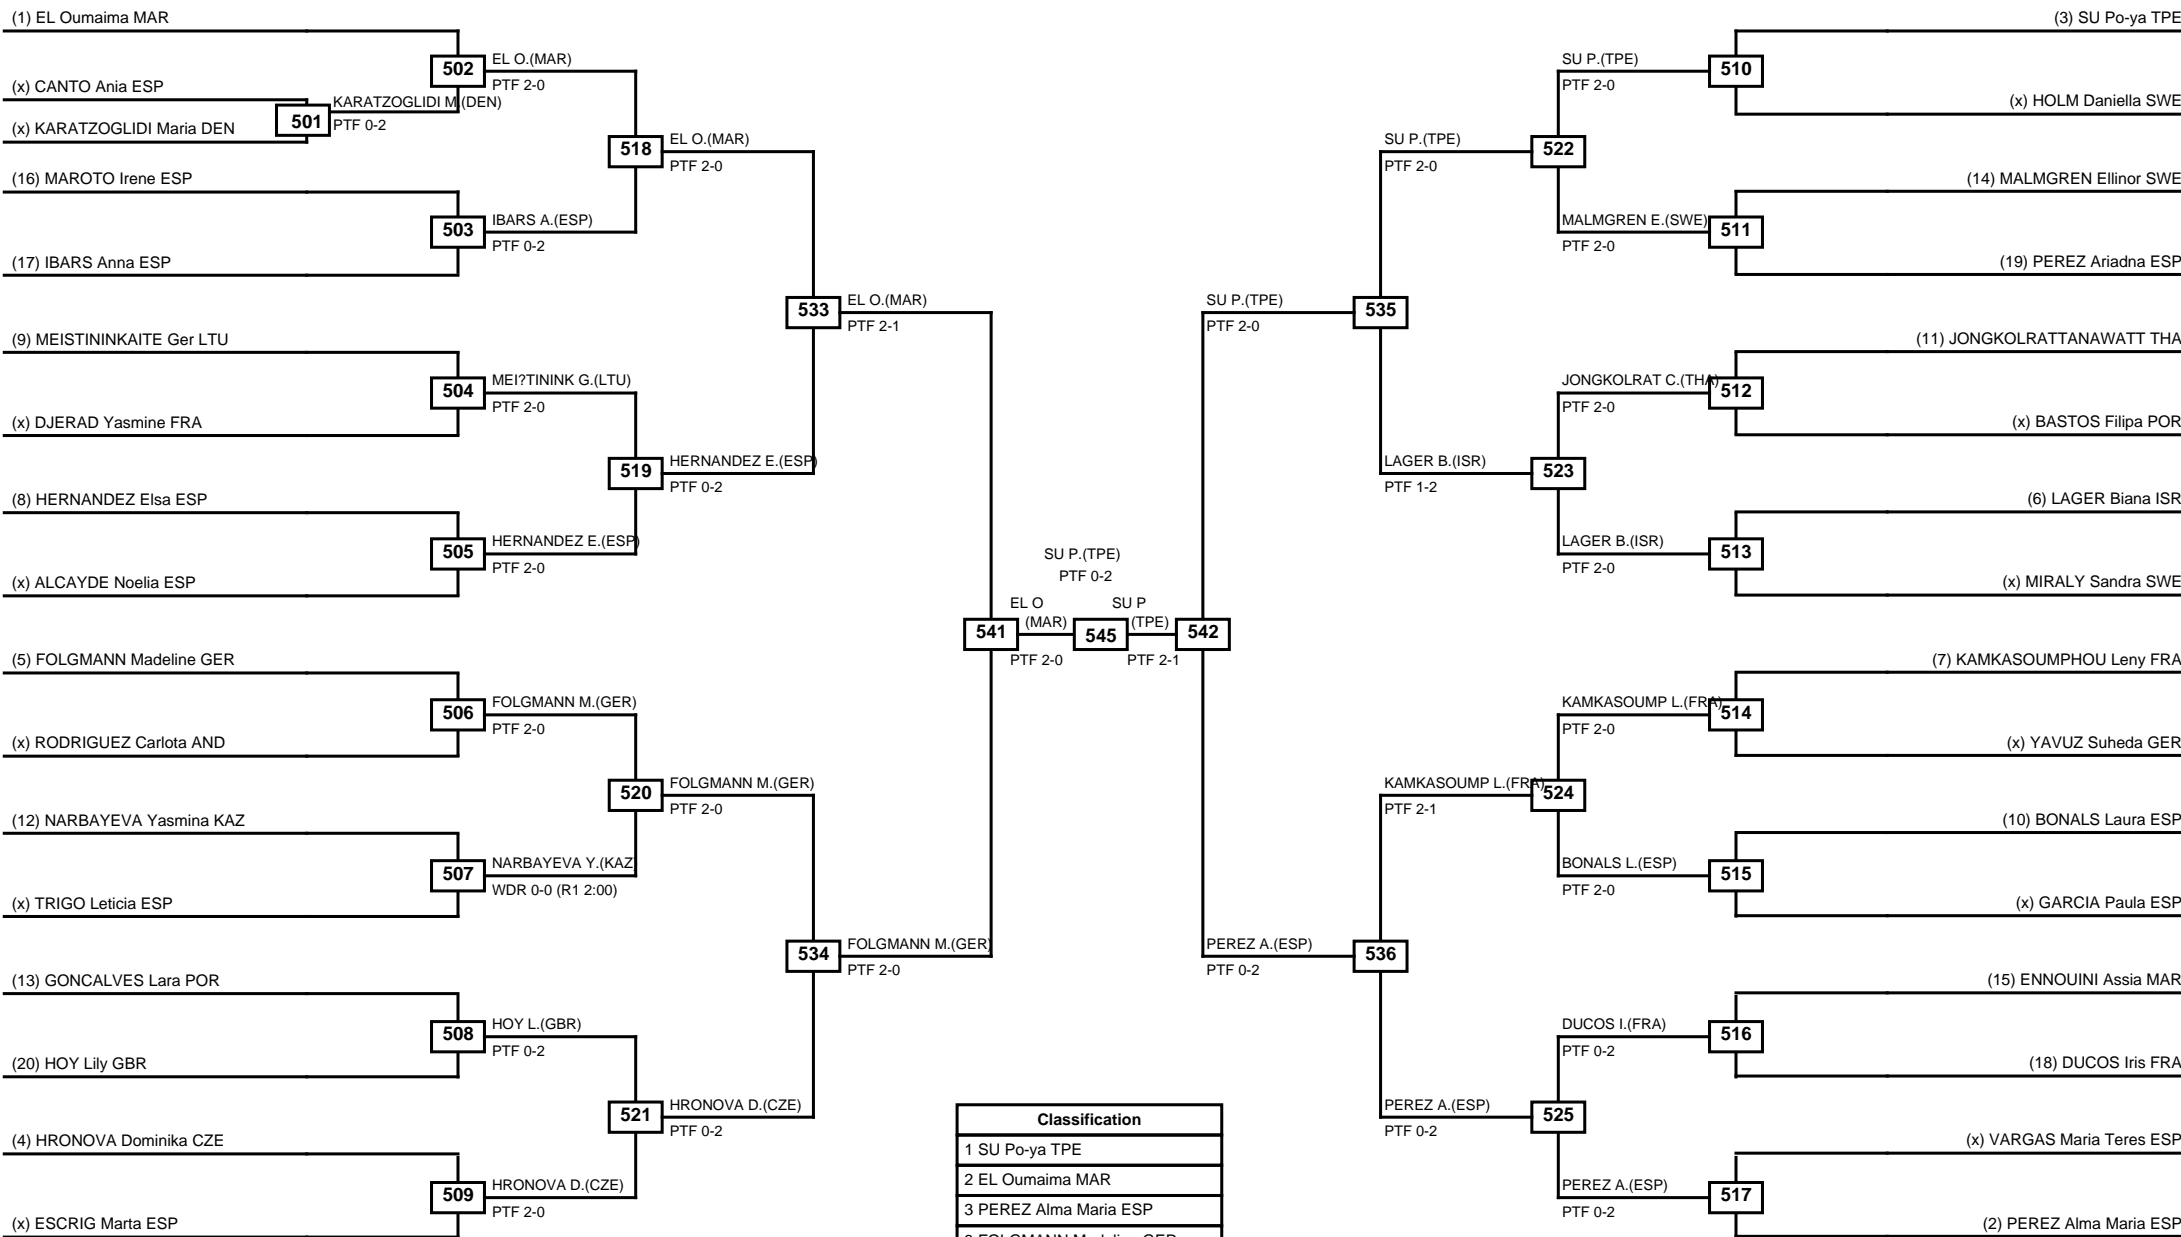 (1) EL Oumaima MAR
502
EL O.(MAR)
PTF 2-0
(x) CANTO Ania ESP
501
KARATZOGLIDI M.(DEN)
PTF 0-2
(x) KARATZOGLIDI Maria DEN
518
EL O.(MAR)
PTF 2-0
(16) MAROTO Irene ESP
503
IBARS A.(ESP)
PTF 0-2
(17) IBARS Anna ESP
533
EL O.(MAR)
PTF 2-1
(9) MEISTININKAITE Ger LTU
504
MEI?TININK G.(LTU)
PTF 2-0
(x) DJERAD Yasmine FRA
519
HERNANDEZ E.(ESP)
PTF 0-2
(8) HERNANDEZ Elsa ESP
505
HERNANDEZ E.(ESP)
PTF 2-0
(x) ALCAYDE Noelia ESP
(5) FOLGMANN Madeline GER
506
FOLGMANN M.(GER)
PTF 2-0
(x) RODRIGUEZ Carlota AND
520
FOLGMANN M.(GER)
PTF 2-0
(12) NARBAYEVA Yasmina KAZ
507
NARBAYEVA Y.(KAZ
WDR 0-0 (R1 2:00)
(x) TRIGO Leticia ESP
534
FOLGMANN M.(GER)
PTF 2-0
(13) GONCALVES Lara POR
508
HOY L.(GBR)
PTF 0-2
(20) HOY Lily GBR
521
HRONOVA D.(CZE)
PTF 0-2
(4) HRONOVA Dominika CZE
509
HRONOVA D.(CZE)
PTF 2-0
(x) ESCRIG Marta ESP
SU P.(TPE)
PTF 0-2
541
EL O
(MAR)
PTF 2-0
545
SU P
(TPE)
PTF 2-1
542
Classification
1 SU Po-ya TPE
2 EL Oumaima MAR
3 PEREZ Alma Maria ESP
3 FOLGMANN Madeline GER
(3) SU Po-ya TPE
SU P.(TPE)
PTF 2-0
510
(x) HOLM Daniella SWE
SU P.(TPE)
PTF 2-0
522
(14) MALMGREN Ellinor SWE
MALMGREN E.(SWE)
PTF 2-0
511
(19) PEREZ Ariadna ESP
SU P.(TPE)
PTF 2-0
535
(11) JONGKOLRATTANAWATT THA
JONGKOLRAT C.(THA)
PTF 2-0
512
(x) BASTOS Filipa POR
LAGER B.(ISR)
PTF 1-2
523
(6) LAGER Biana ISR
LAGER B.(ISR)
PTF 2-0
513
(x) MIRALY Sandra SWE
(7) KAMKASOUMPHOU Leny FRA
KAMKASOUMP L.(FRA)
PTF 2-0
514
(x) YAVUZ Suheda GER
KAMKASOUMP L.(FRA)
PTF 2-1
524
(10) BONALS Laura ESP
BONALS L.(ESP)
PTF 2-0
515
(x) GARCIA Paula ESP
PEREZ A.(ESP)
PTF 0-2
536
(15) ENNOUINI Assia MAR
DUCOS I.(FRA)
PTF 0-2
516
(18) DUCOS Iris FRA
PEREZ A.(ESP)
PTF 0-2
525
(x) VARGAS Maria Teres ESP
PEREZ A.(ESP)
PTF 0-2
517
(2) PEREZ Alma Maria ESP